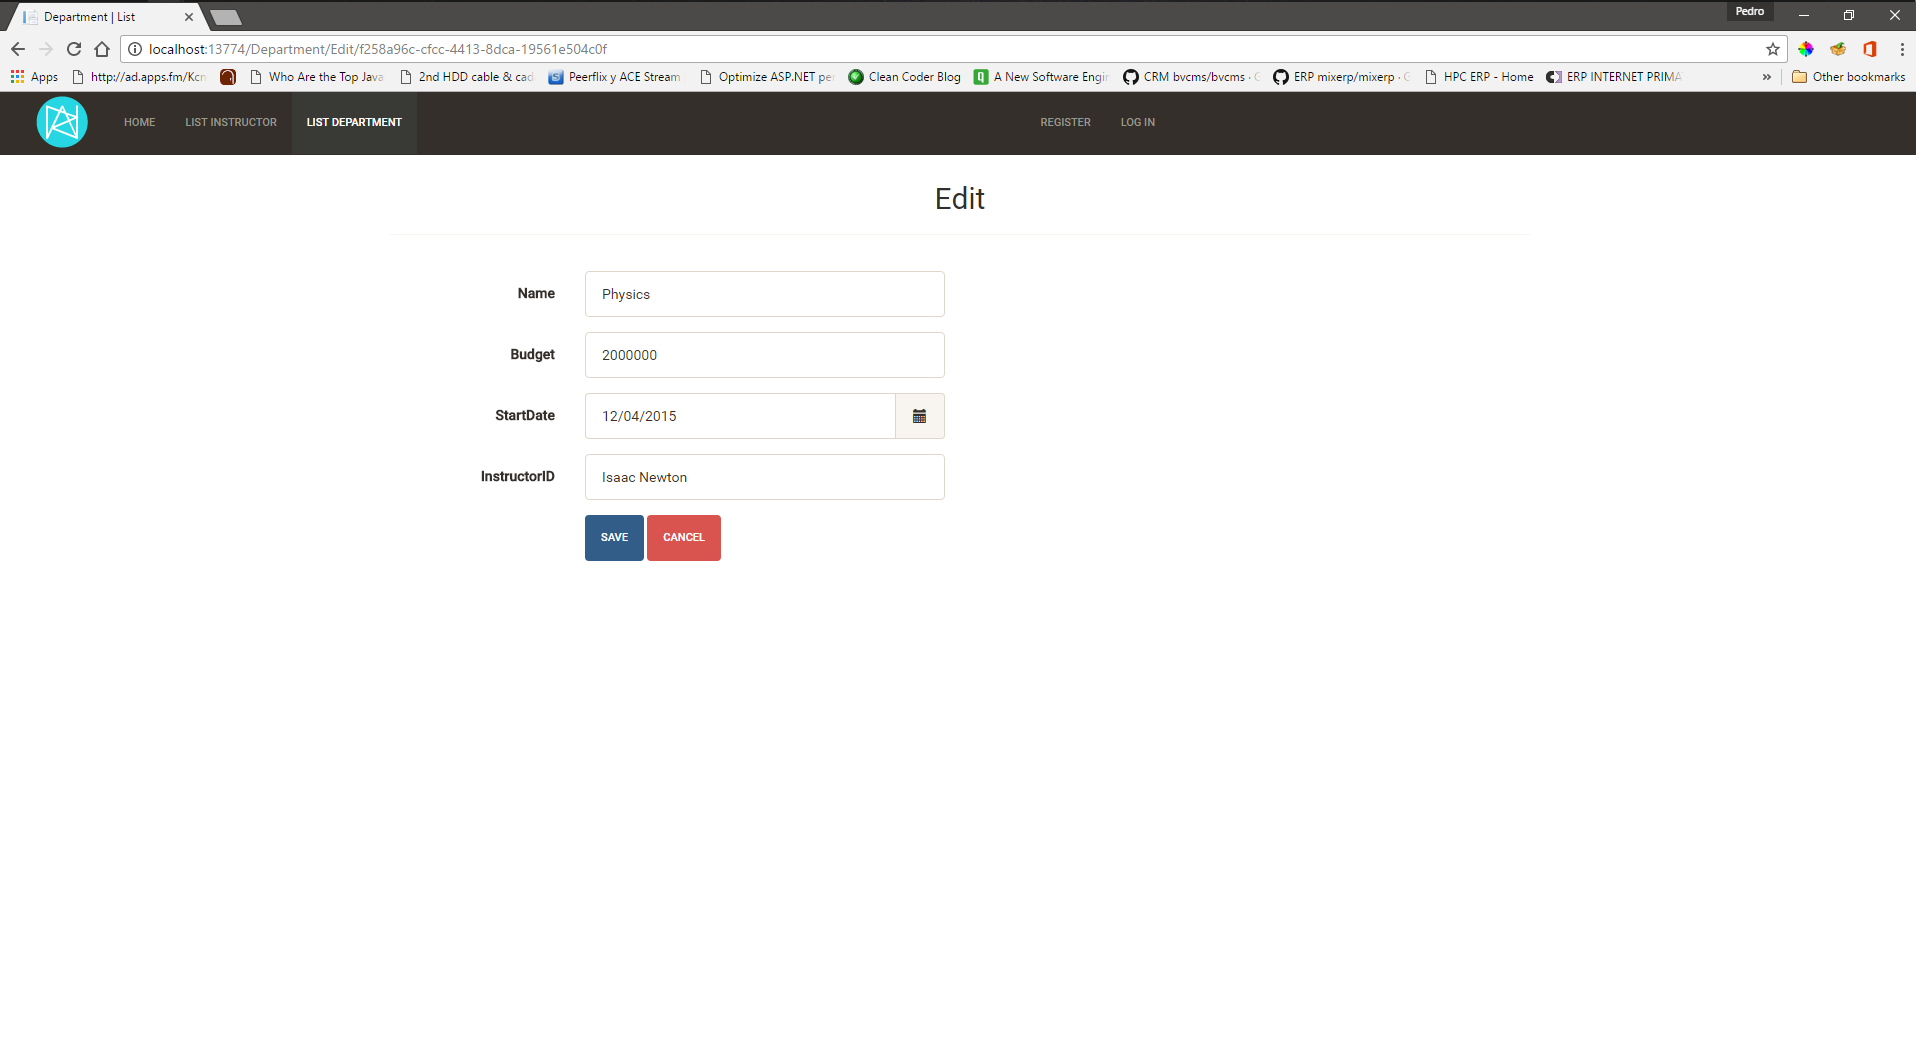 Department | List
Pedro
localhost:13774/Department/Edit/f258a96c-cfcc-4413-8dca-19561e504c0f
Apps http://ad.apps.fm/Kcn Who Are the Top Java 2nd HDD cable & cad Peerflix y ACE Stream Optimize ASP.NET pe Clean Coder Blog A New Software Engi CRM bvcms/bvcms · G ERP mixerp/mixerp · G HPC ERP - Home ERP INTERNET PRIMA » Other bookmarks
HOME LIST INSTRUCTOR LIST DEPARTMENT REGISTER LOG IN
Edit
Name Physics
Budget 2000000
StartDate 12/04/2015
InstructorID Isaac Newton
SAVE CANCEL